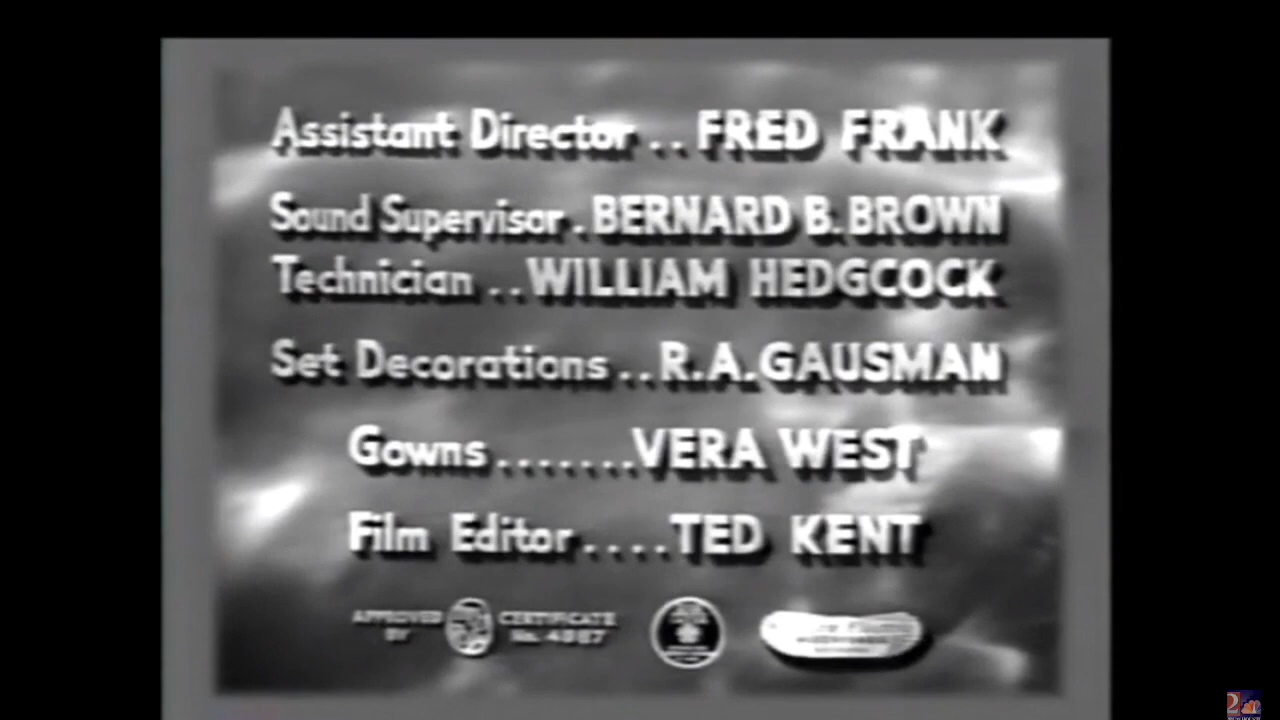 Assistant Director .. FRED FRANK
Sound Supervisor . BERNARD B. BROWN
Technician .. WILLIAM HEDGCOCK
Set Decorations .. R.A. GAUSMAN
Gowns ....... VERA WEST
Film Editor .... TED KENT
APPROVED BY CERTIFICATE No.
2